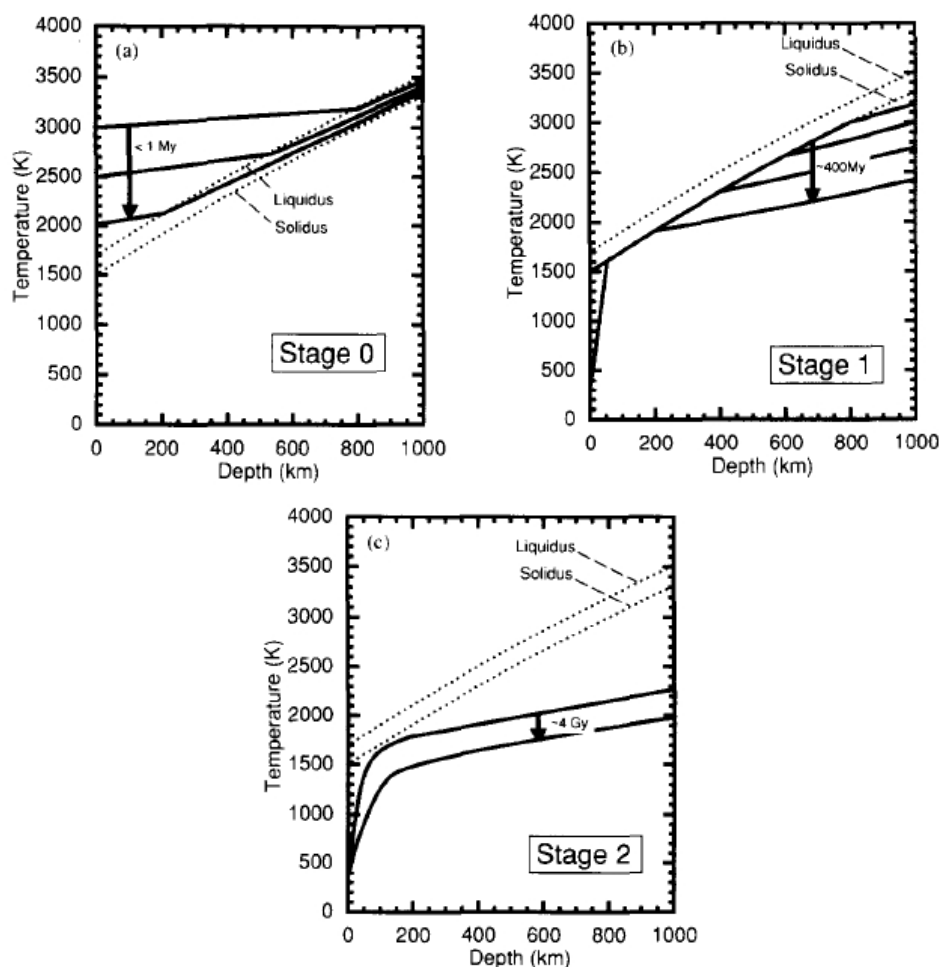 (a)
4000
3500
3000
2500
2000
1500
1000
500
0
Temperature (K)
< 1 My
Liquidus
Solidus
Stage 0
0 200 400 600 800 1000
Depth (km)
(b)
4000
3500
3000
2500
2000
1500
1000
500
0
Temperature (K)
Liquidus
Solidus
~400My
Stage 1
0 200 400 600 800 1000
Depth (km)
(c)
4000
3500
3000
2500
2000
1500
1000
500
0
Temperature (K)
Liquidus
Solidus
~4 Gy
Stage 2
0 200 400 600 800 1000
Depth (km)